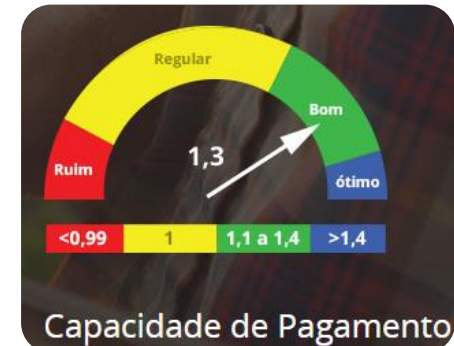 Regular
Bom
1,3
Ruim
ótimo
<0,99 1 1,1 a 1,4 >1,4
Capacidade de Pagamento